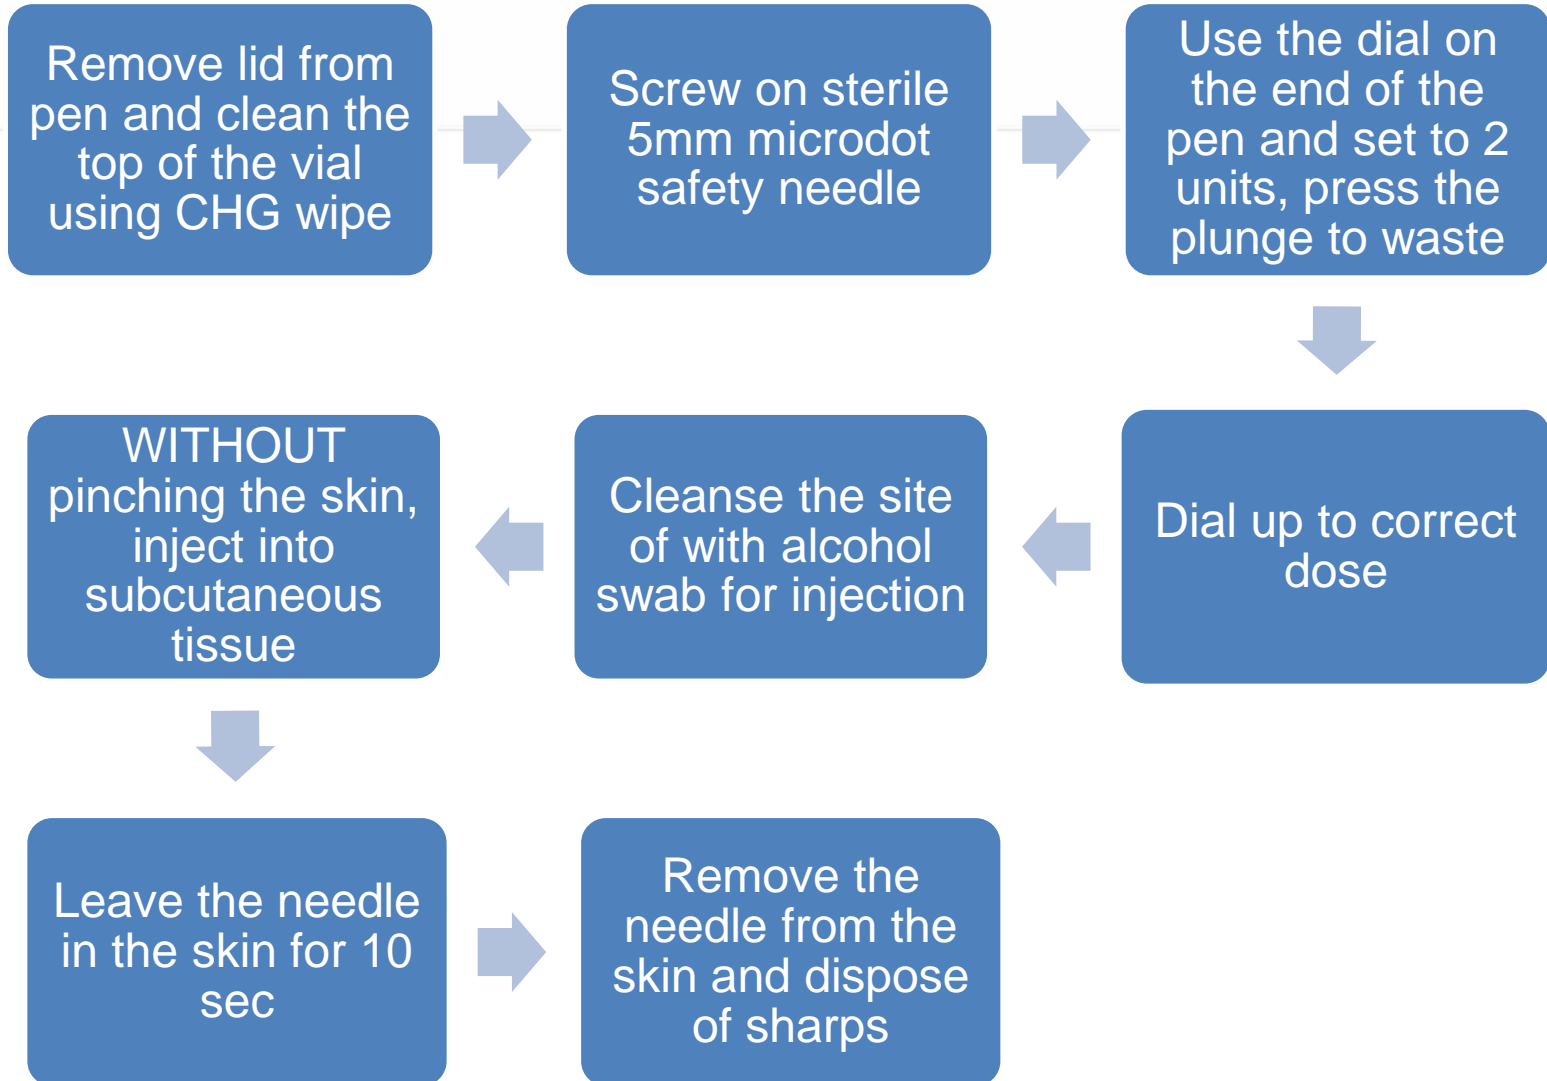 Remove lid from
pen and clean the
top of the vial
using CHG wipe
Screw on sterile
5mm microdot
safety needle
Use the dial on
the end of the
pen and set to 2
units, press the
plunge to waste
Dial up to correct
dose
Cleanse the site
of with alcohol
swab for injection
WITHOUT
pinching the skin,
inject into
subcutaneous
tissue
Leave the needle
in the skin for 10
sec
Remove the
needle from the
skin and dispose
of sharps